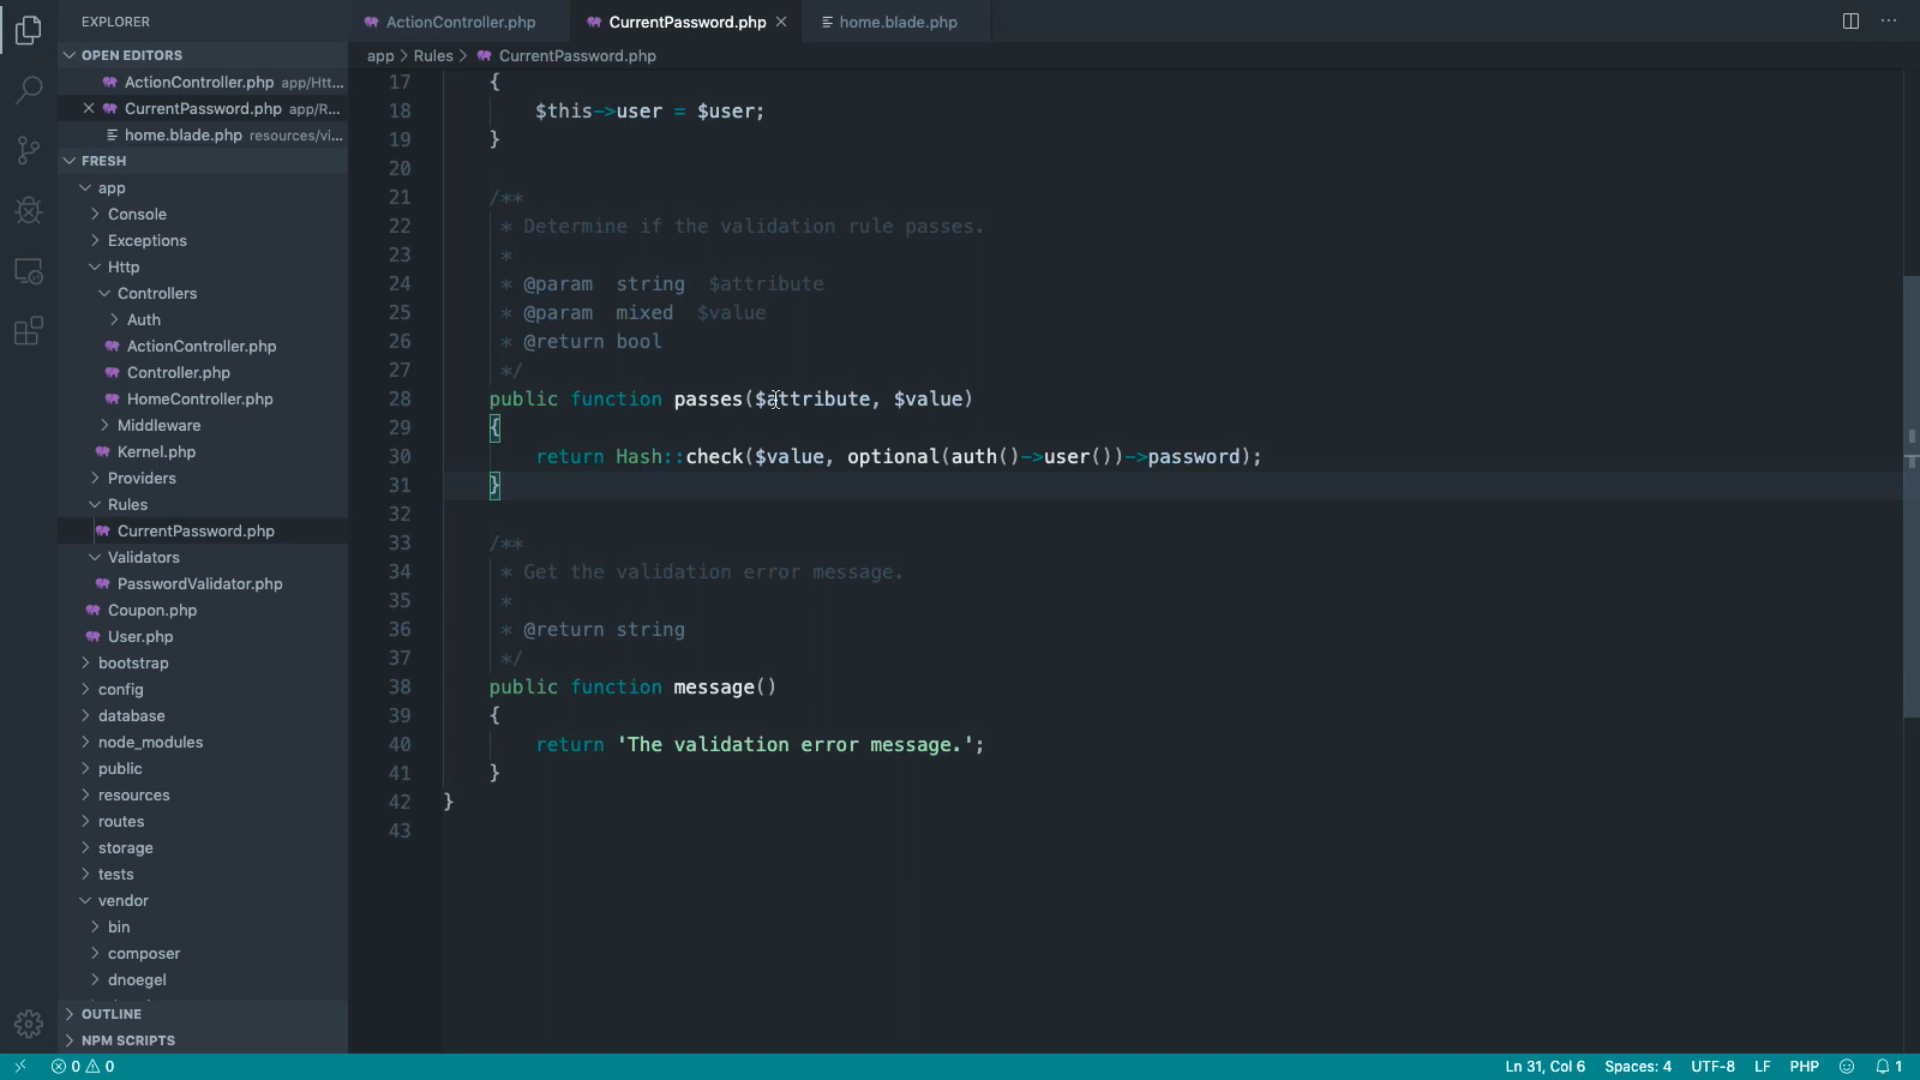 EXPLORER
OPEN EDITORS
ActionController.php app/Htt...
CurrentPassword.php app/R...
home.blade.php resources/vi...
FRESH
app
Console
Exceptions
Http
Controllers
Auth
ActionController.php
Controller.php
HomeController.php
Middleware
Kernel.php
Providers
Rules
CurrentPassword.php
Validators
PasswordValidator.php
Coupon.php
User.php
bootstrap
config
database
node_modules
public
resources
routes
storage
tests
vendor
bin
composer
dnoegel
OUTLINE
NPM SCRIPTS
ActionController.php
CurrentPassword.php
home.blade.php
app > Rules > CurrentPassword.php
17 {
18 $this->user = $user;
19 }
20
21 /**
22 * Determine if the validation rule passes.
23 *
24 * @param string $attribute
25 * @param mixed $value
26 * @return bool
27 */
28 public function passes($attribute, $value)
29 {
30 return Hash::check($value, optional(auth()->user())->password);
31 }
32
33 /**
34 * Get the validation error message.
35 *
36 * @return string
37 */
38 public function message()
39 {
40 return 'The validation error message.';
41 }
42 }
43
0 0
Ln 31, Col 6 Spaces: 4 UTF-8 LF PHP 1